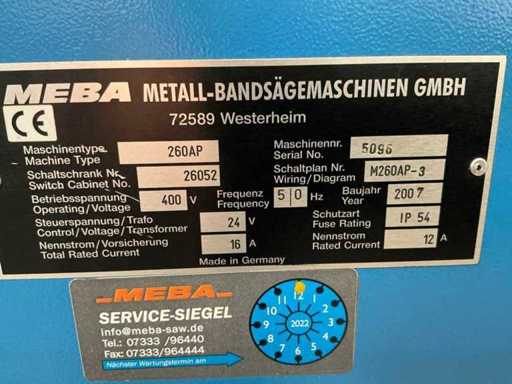 MEBA METALL-BANDSÄGEMASCHINEN GMBH
72589 Westerheim
CE
Maschinentype 260AP Maschinennr. 5096
Machine Type Serial No.
Schaltschrank Nr. 26052 Schaltplan Nr. M260AP-3
Switch Cabinet No. Wiring/Diagram
Betriebsspannung 400 V Frequenz 50 Hz Baujahr 2007
Operating/Voltage Frequency Year
Steuerspannung/Trafo 24 V Schutzart IP 54
Control/Voltage/Transformer Fuse Rating
Nennstrom/Vorsicherung 16 A Nennstrom 12 A
Total Rated Current Rated Current
Made in Germany
MEBA
SERVICE-SIEGEL
info@meba-saw.de
Tel.: 07333 /96440
Fax: 07333/964444
Nächster Wartungstermin am
12 1 2 3 4 5 6 7 8 9 10 11
2022